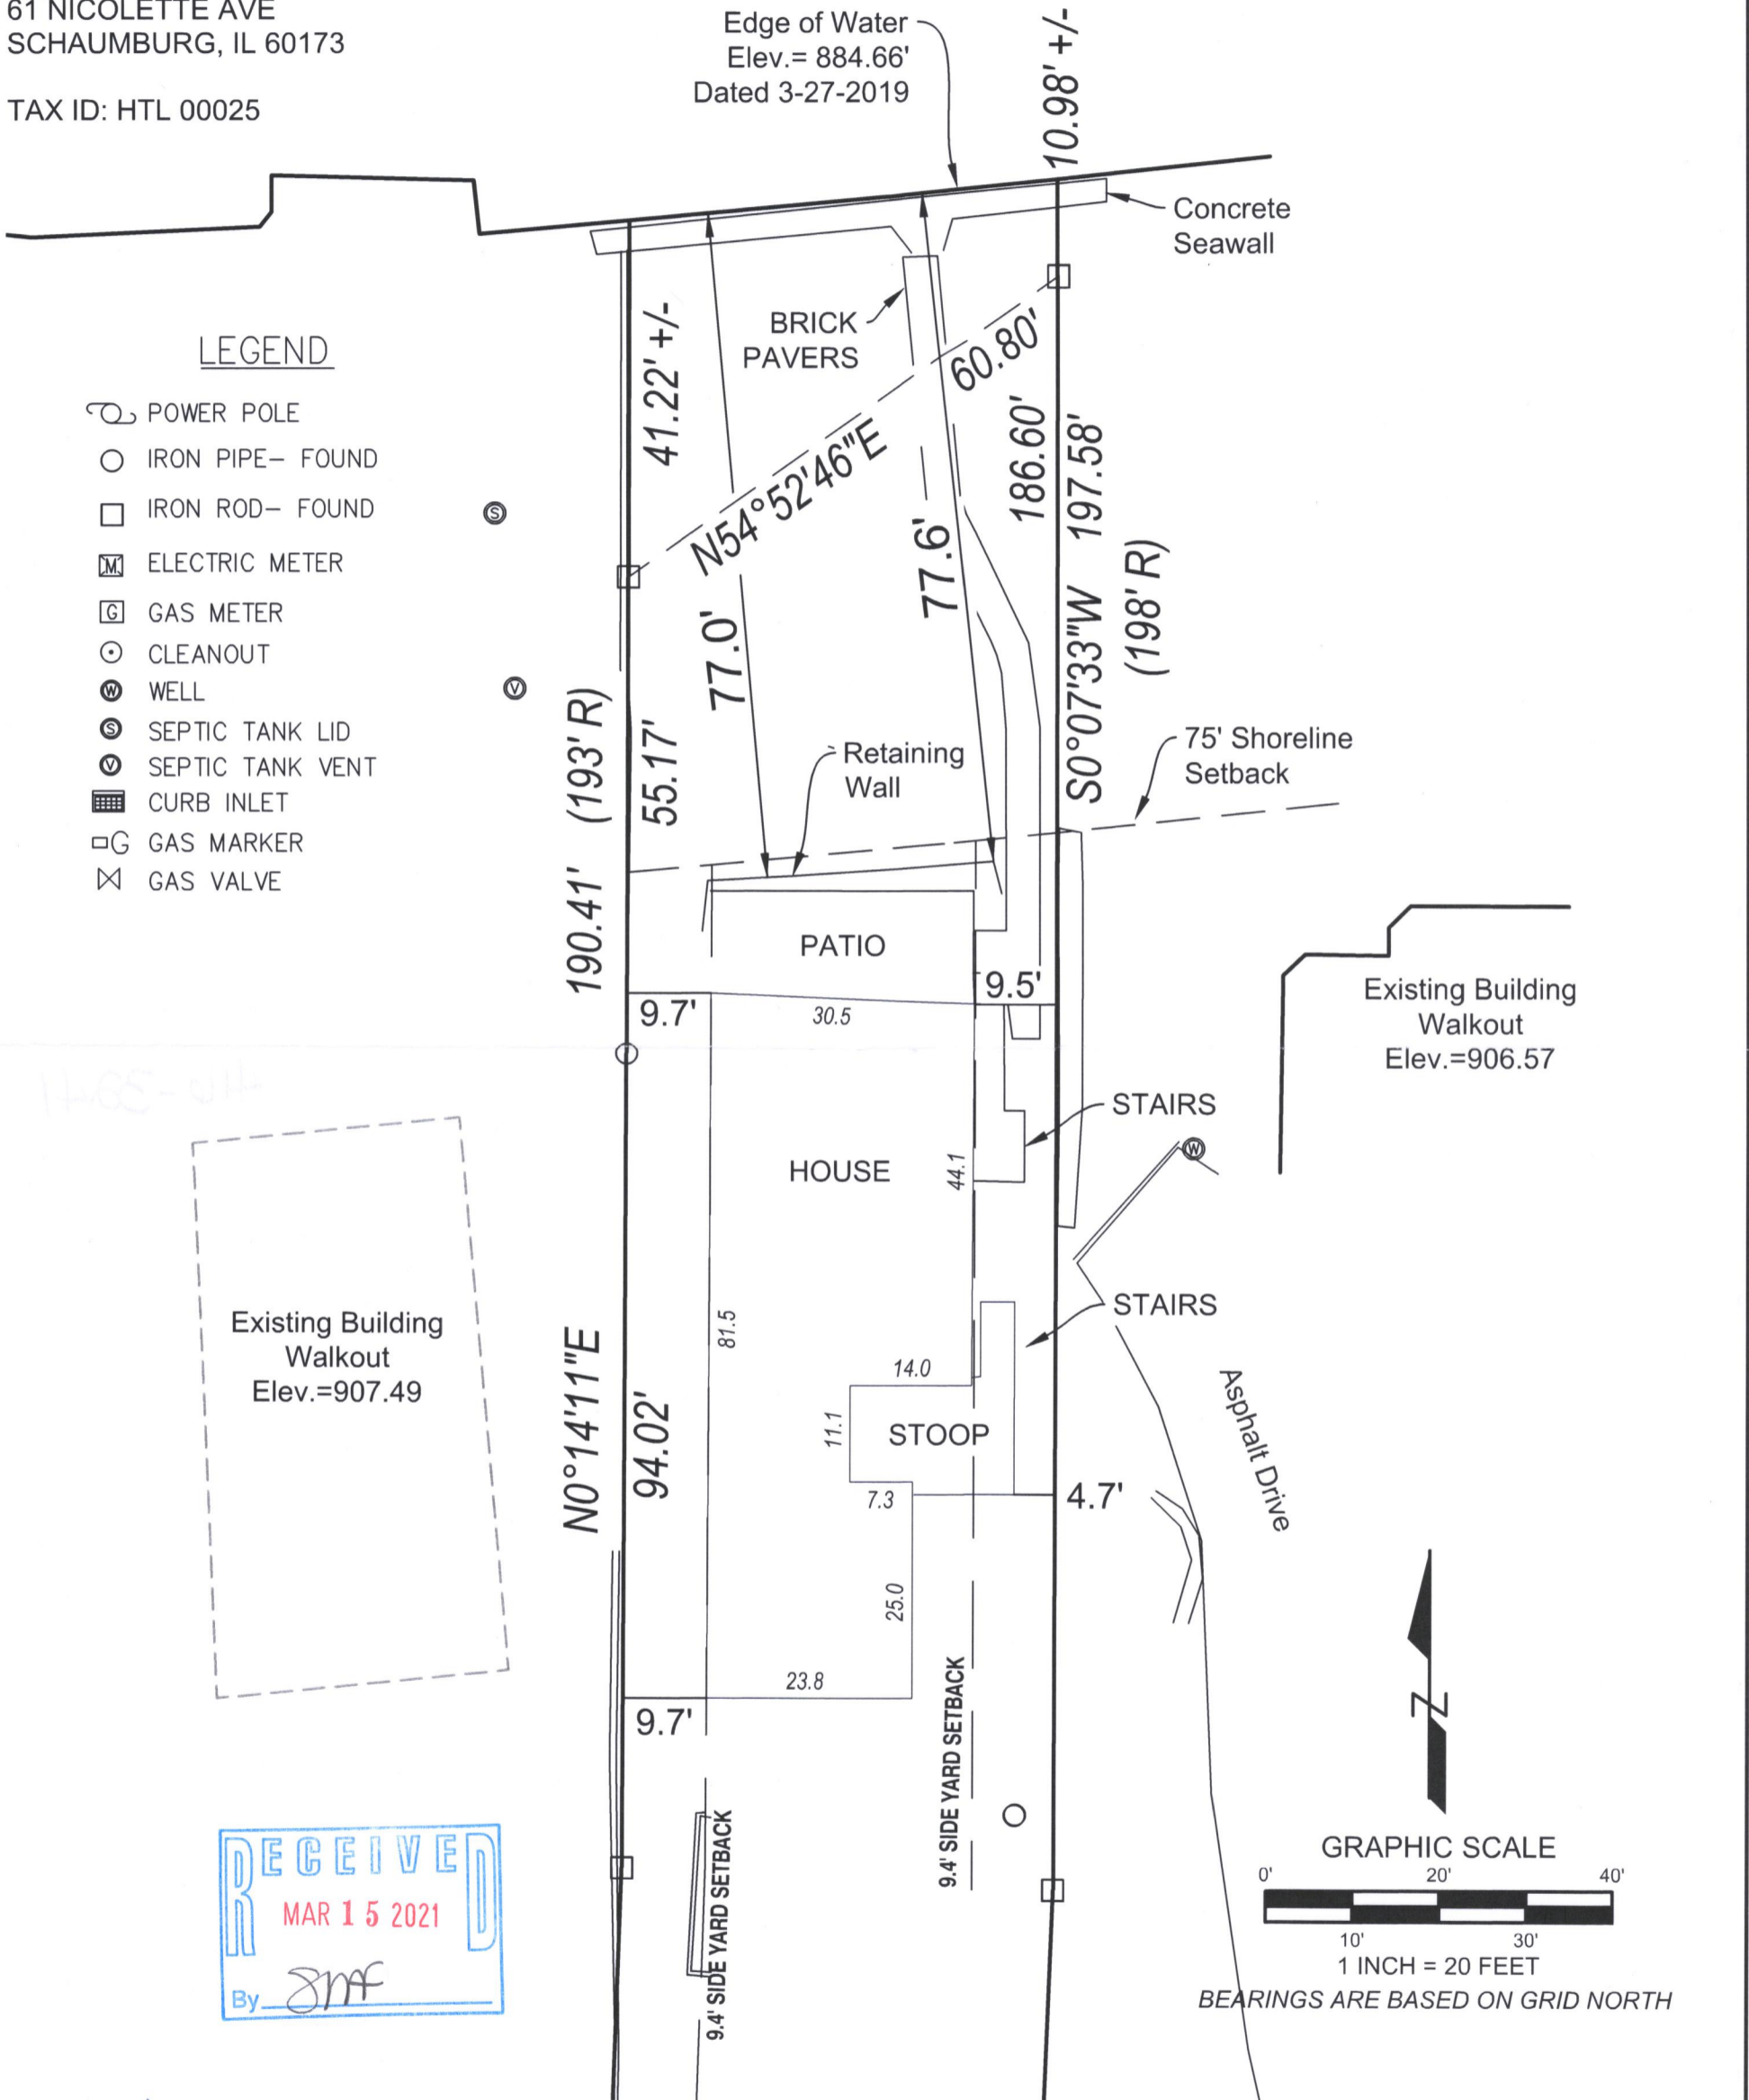 61 NICOLETTE AVE
SCHAUMBURG, IL 60173
TAX ID: HTL 00025
Edge of Water
Elev.= 884.66'
Dated 3-27-2019
10.98' +/-
Concrete
Seawall
LEGEND
POWER POLE
IRON PIPE- FOUND
IRON ROD- FOUND
M ELECTRIC METER
G GAS METER
CLEANOUT
W WELL
S SEPTIC TANK LID
V SEPTIC TANK VENT
CURB INLET
G GAS MARKER
GAS VALVE
S
V
41.22' +/-
BRICK
PAVERS
60.80'
N54°52'46"E
77.0'
77.6'
186.60'
S0°07'33"W 197.58'
(198' R)
190.41' (193' R)
55.17'
Retaining
Wall
75' Shoreline
Setback
PATIO
9.7'
30.5
9.5'
Existing Building
Walkout
Elev.=906.57
STAIRS
W
HOUSE
44.1
STAIRS
Existing Building
Walkout
Elev.=907.49
N0°14'11"E
94.02'
81.5
14.0
11.1
STOOP
7.3
4.7'
Asphalt Drive
25.0
23.8
9.7'
9.4' SIDE YARD SETBACK
9.4' SIDE YARD SETBACK
N
RECEIVED
MAR 15 2021
By
GRAPHIC SCALE
0' 20' 40'
10' 30'
1 INCH = 20 FEET
BEARINGS ARE BASED ON GRID NORTH